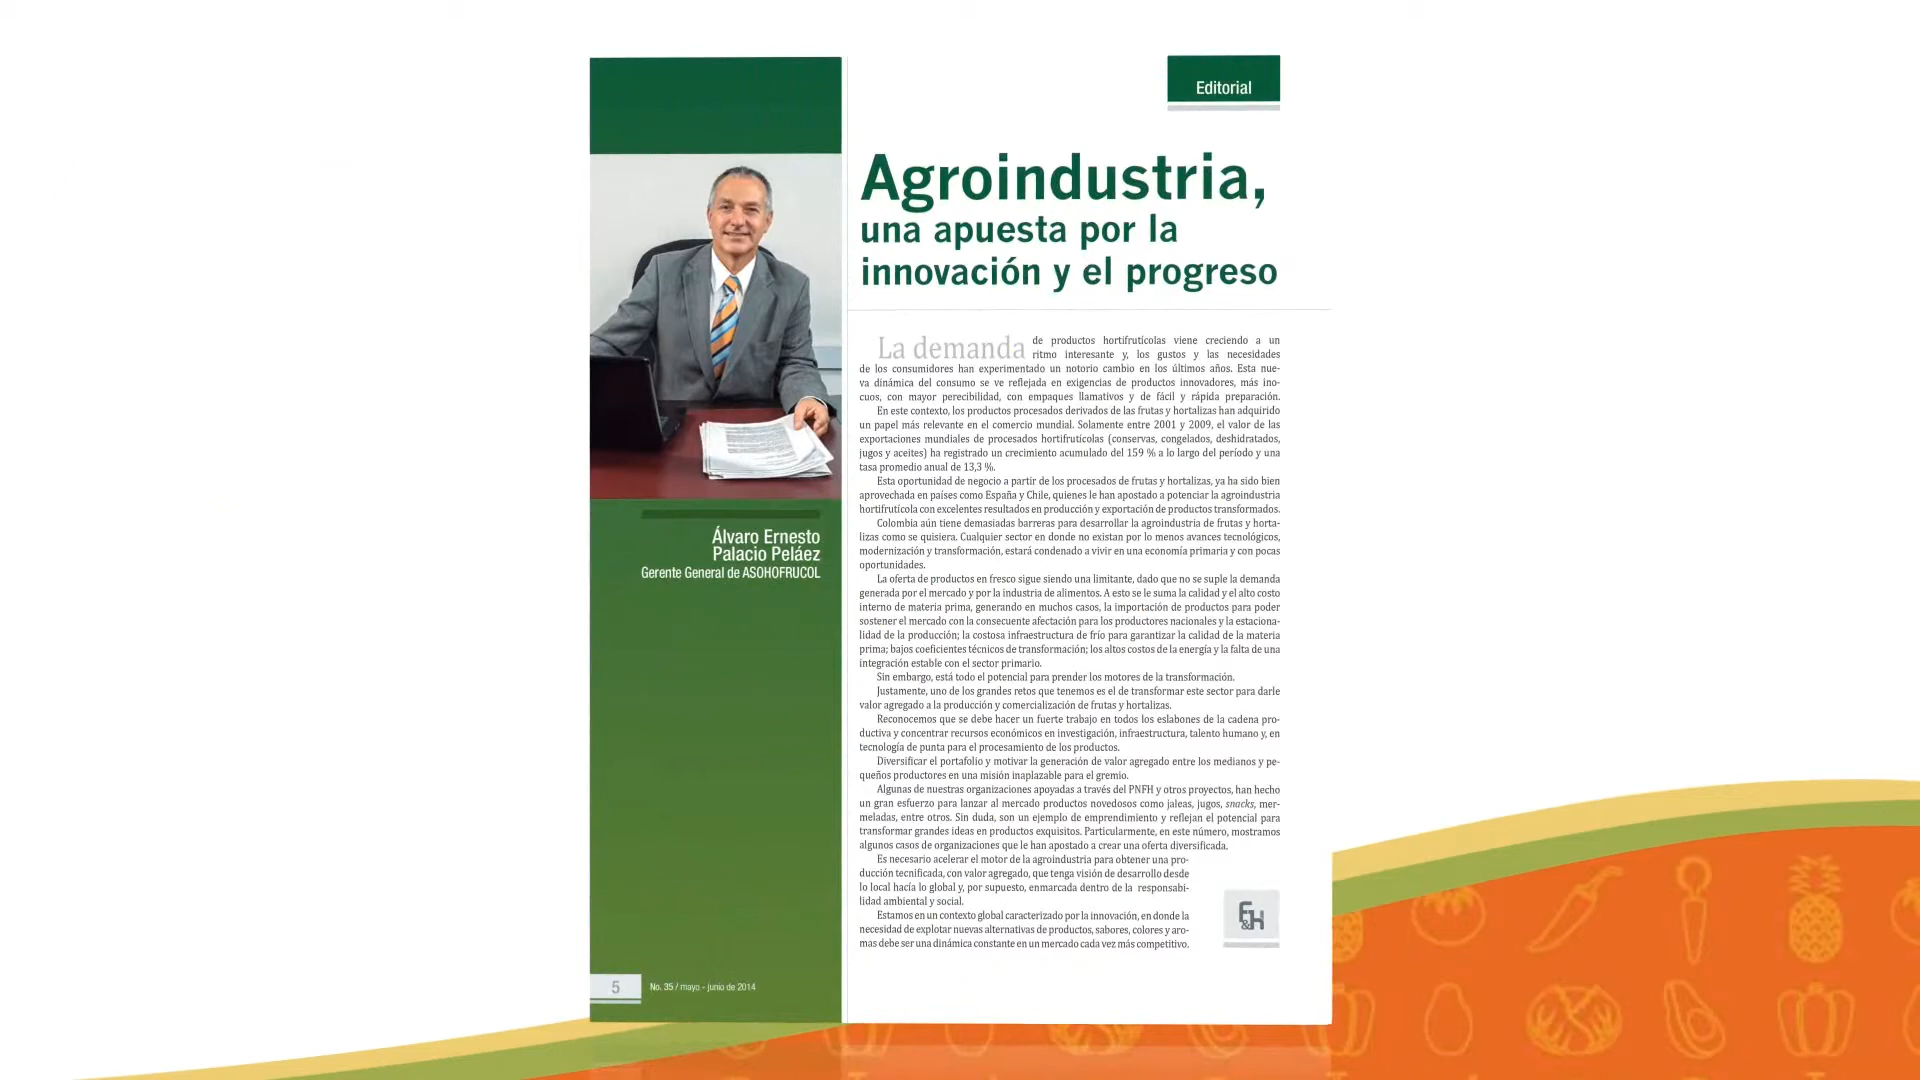 Editorial
Agroindustria,
una apuesta por la
innovación y el progreso
Álvaro Ernesto
Palacio Peláez
Gerente General de ASOHOFRUCOL
La demanda de productos hortifrutícolas viene creciendo a un
ritmo interesante y, los gustos y las necesidades
de los consumidores han experimentado un notorio cambio en los últimos años. Esta nue-
va dinámica del consumo se ve reflejada en exigencias de productos innovadores, más ino-
cuos, con mayor perecibilidad, con empaques llamativos y de fácil y rápida preparación.
En este contexto, los productos procesados derivados de las frutas y hortalizas han adquirido
un papel más relevante en el comercio mundial. Solamente entre 2001 y 2009, el valor de las
exportaciones mundiales de procesados hortifrutícolas (conservas, congelados, deshidratados,
jugos y aceites) ha registrado un crecimiento acumulado del 159 % a lo largo del período y una
tasa promedio anual de 13,3 %.
Esta oportunidad de negocio a partir de los procesados de frutas y hortalizas, ya ha sido bien
aprovechada en países como España y Chile, quienes le han apostado a potenciar la agroindustria
hortifrutícola con excelentes resultados en producción y exportación de productos transformados.
Colombia aún tiene demasiadas barreras para desarrollar la agroindustria de frutas y horta-
lizas como se quisiera. Cualquier sector en donde no existan por lo menos avances tecnológicos,
modernización y transformación, estará condenado a vivir en una economía primaria y con pocas
oportunidades.
La oferta de productos en fresco sigue siendo una limitante, dado que no se suple la demanda
generada por el mercado y por la industria de alimentos. A esto se le suma la calidad y el alto costo
interno de materia prima, generando en muchos casos, la importación de productos para poder
sostener el mercado con la consecuente afectación para los productores nacionales y la estaciona-
lidad de la producción; la costosa infraestructura de frío para garantizar la calidad de la materia
prima; bajos coeficientes técnicos de transformación; los altos costos de la energía y la falta de una
integración estable con el sector primario.
Sin embargo, está todo el potencial para prender los motores de la transformación.
Justamente, uno de los grandes retos que tenemos es el de transformar este sector para darle
valor agregado a la producción y comercialización de frutas y hortalizas.
Reconocemos que se debe hacer un fuerte trabajo en todos los eslabones de la cadena pro-
ductiva y concentrar recursos económicos en investigación, infraestructura, talento humano y, en
tecnología de punta para el procesamiento de los productos.
Diversificar el portafolio y motivar la generación de valor agregado entre los medianos y pe-
queños productores en una misión inaplazable para el gremio.
Algunas de nuestras organizaciones apoyadas a través del PNFH y otros proyectos, han hecho
un gran esfuerzo para lanzar al mercado productos novedosos como jaleas, jugos, snacks, mer-
meladas, entre otros. Sin duda, son un ejemplo de emprendimiento y reflejan el potencial para
transformar grandes ideas en productos exquisitos. Particularmente, en este número, mostramos
algunos casos de organizaciones que le han apostado a crear una oferta diversificada.
Es necesario acelerar el motor de la agroindustria para obtener una pro-
ducción tecnificada, con valor agregado, que tenga visión de desarrollo desde
lo local hacía lo global y, por supuesto, enmarcada dentro de la responsabi-
lidad ambiental y social.
Estamos en un contexto global caracterizado por la innovación, en donde la
necesidad de explotar nuevas alternativas de productos, sabores, colores y aro-
mas debe ser una dinámica constante en un mercado cada vez más competitivo.
F&H
5
No. 35 / mayo - junio de 2014